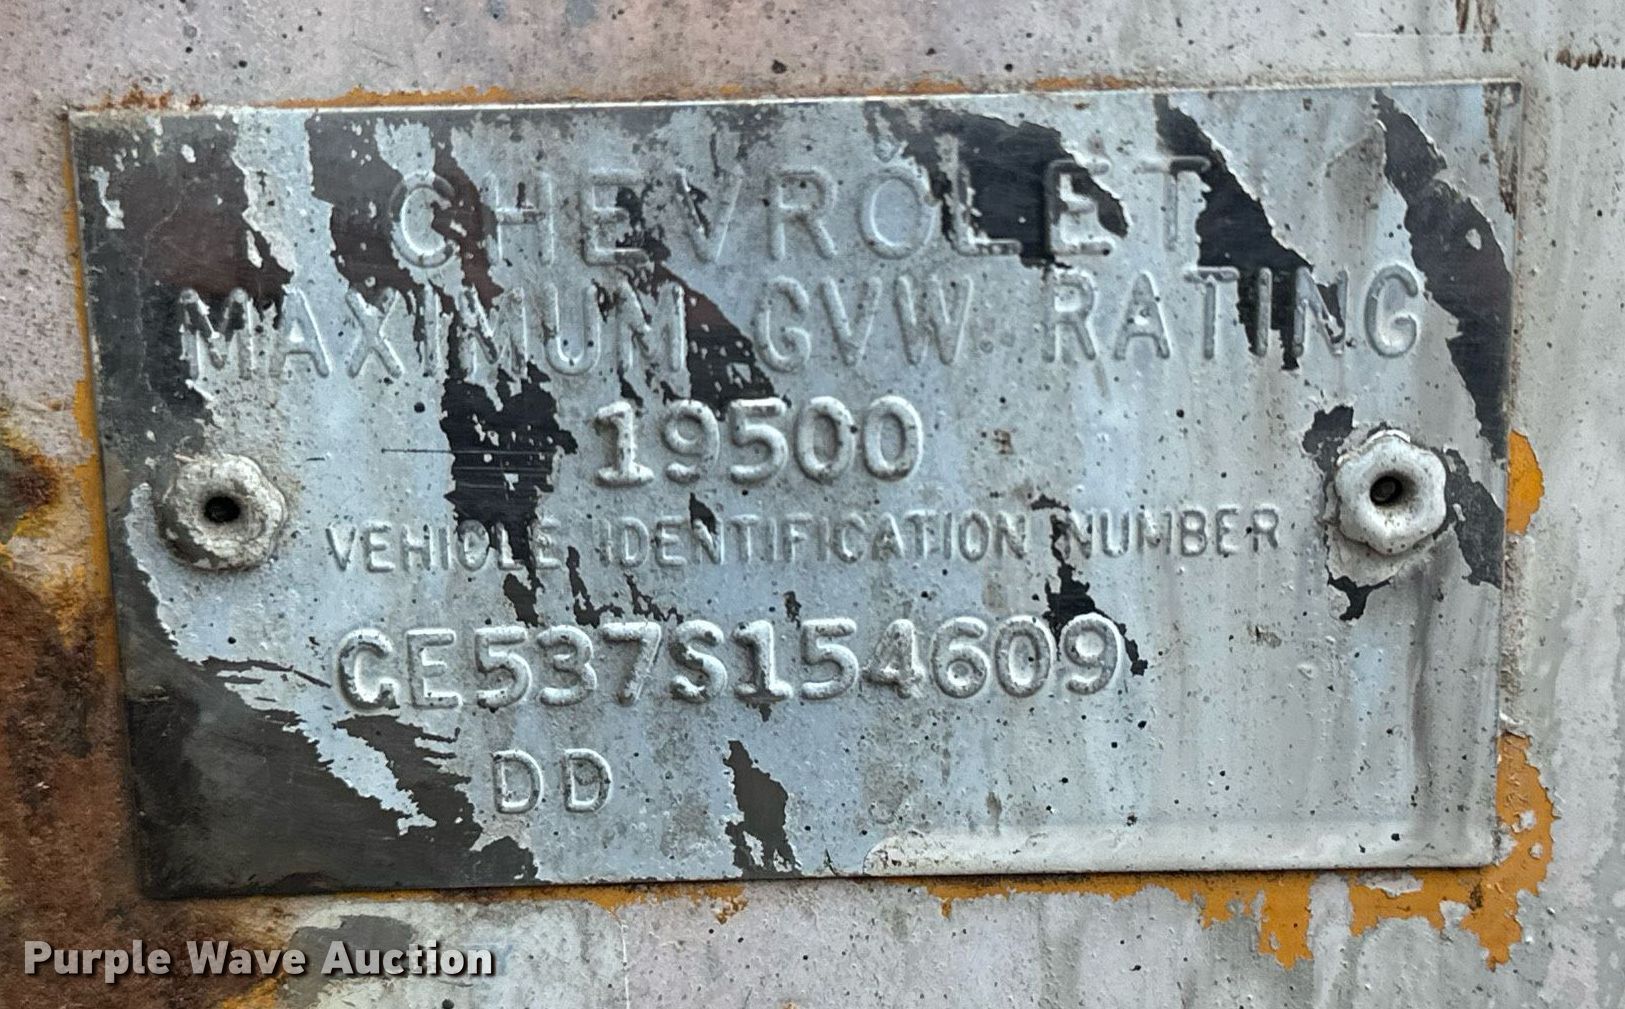 CHEVROLET
MAXIMUM GVW RATING
19500
VEHICLE IDENTIFICATION NUMBER
CE537S154609
DD
Purple Wave Auction